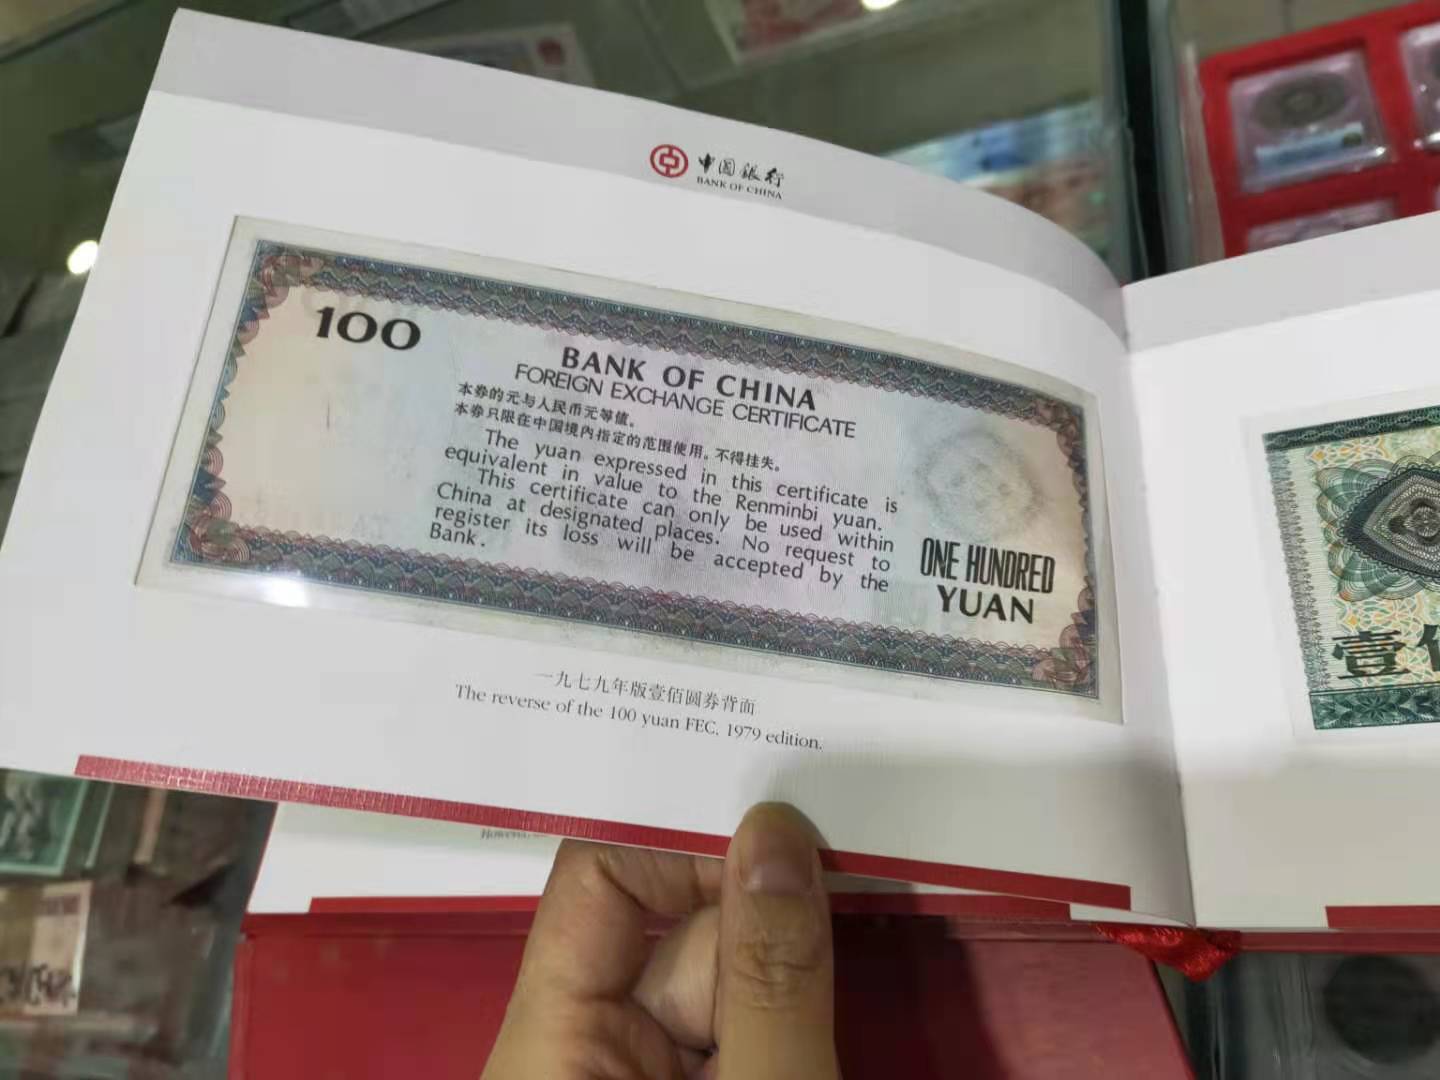 中国银行
BANK OF CHINA
100
BANK OF CHINA
FOREIGN EXCHANGE CERTIFICATE
本券的元与人民币元等值。
本券只限在中国境内指定的范围使用。不得挂失。
The yuan expressed in this certificate is
equivalent in value to the Renminbi yuan.
This certificate can only be used within
China at designated places. No request to
register its loss will be accepted by the
Bank.
ONE HUNDRED
YUAN
一九七九年版壹佰圆券背面
The reverse of the 100 yuan FEC, 1979 edition.
壹